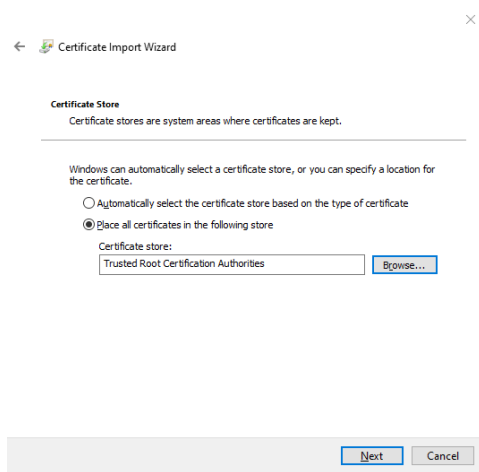 Certificate Import Wizard
Certificate Store
Certificate stores are system areas where certificates are kept.
Windows can automatically select a certificate store, or you can specify a location for
the certificate.
Automatically select the certificate store based on the type of certificate
Place all certificates in the following store
Certificate store:
Trusted Root Certification Authorities
Browse...
Next
Cancel